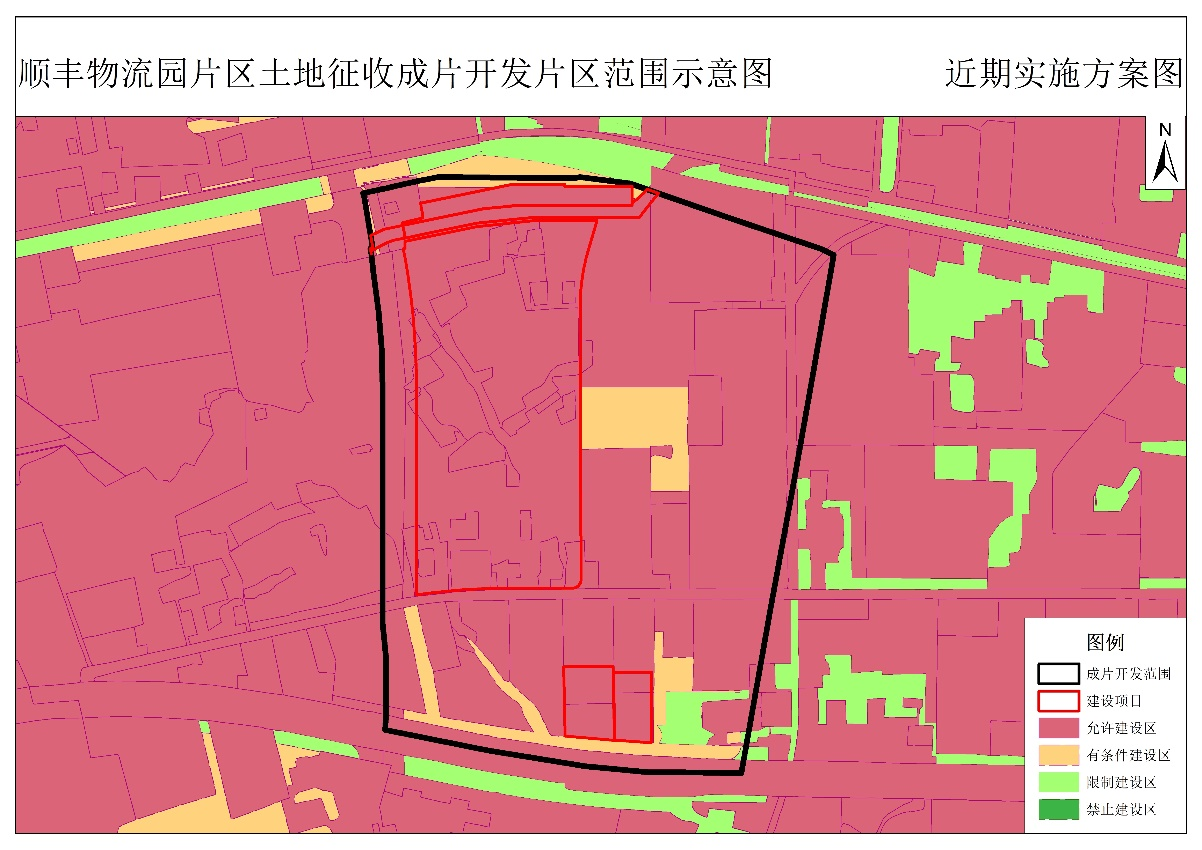 顺丰物流园片区土地征收成片开发片区范围示意图
近期实施方案图
N
图例
成片开发范围
建设项目
允许建设区
有条件建设区
限制建设区
禁止建设区